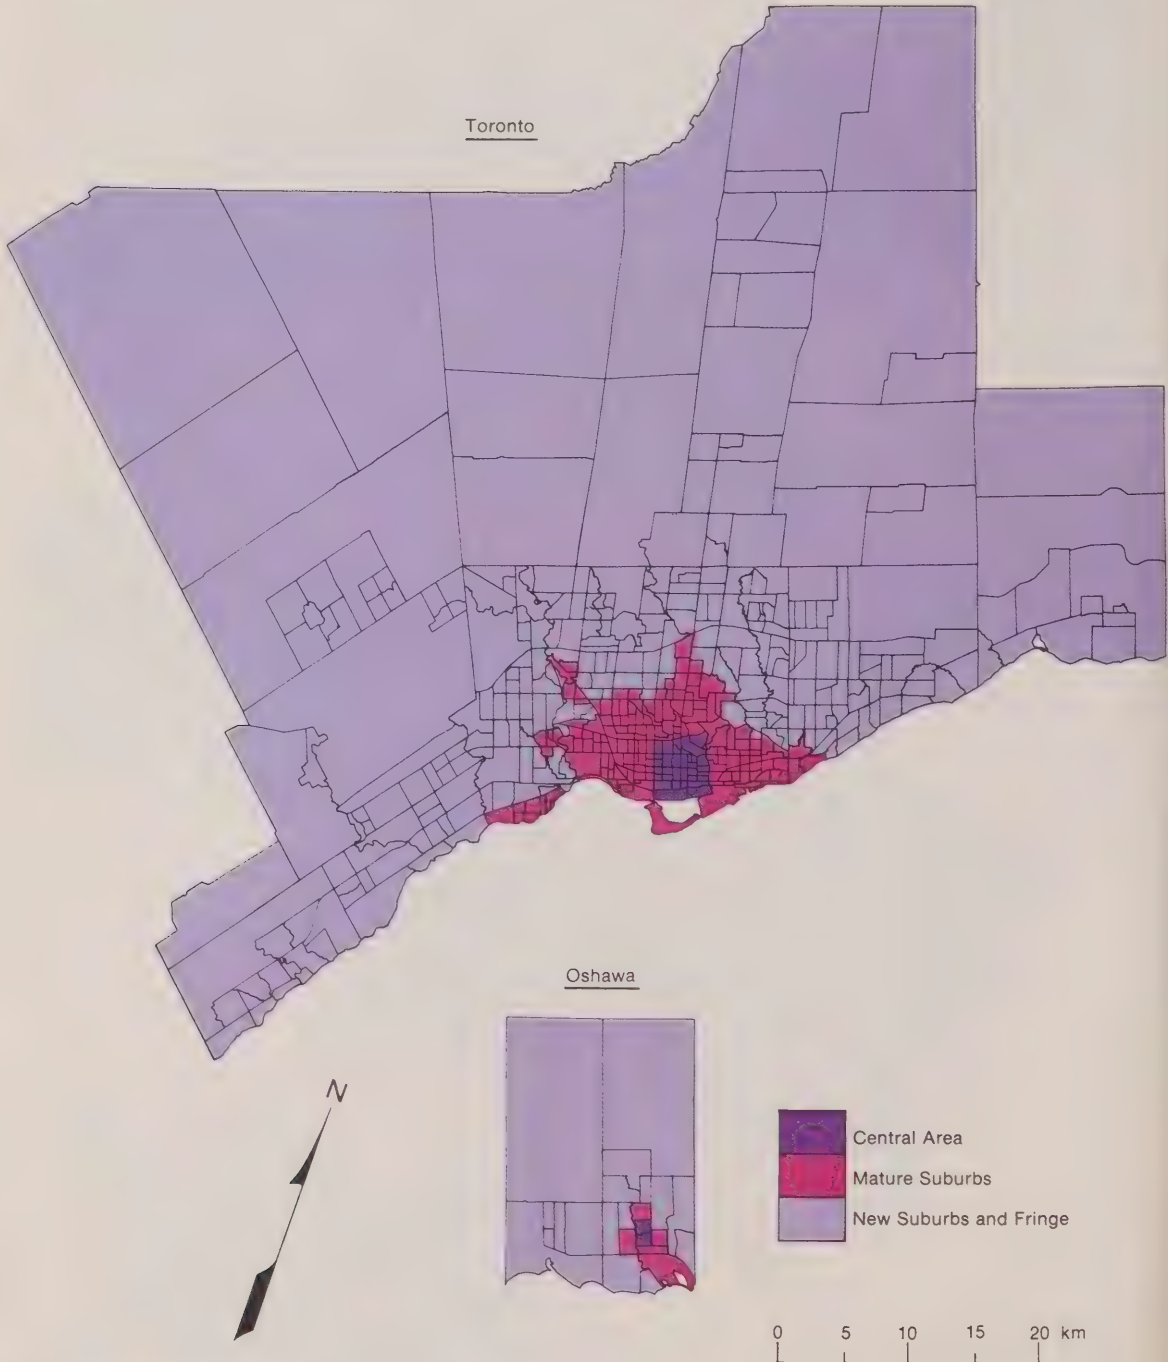 Toronto
Oshawa
N
Central Area
Mature Suburbs
New Suburbs and Fringe
0 5 10 15 20 km